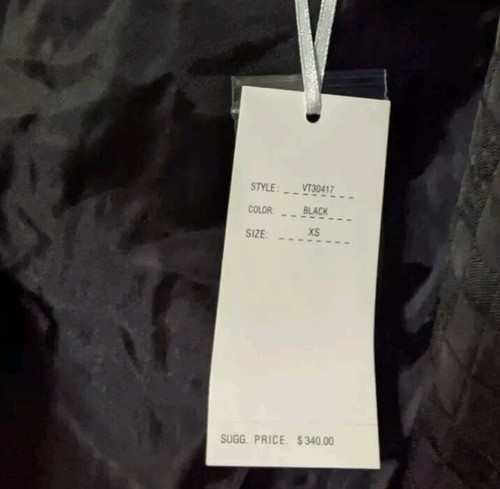 STYLE: VT30417
COLOR: BLACK
SIZE: XS
SUGG. PRICE. $340.00